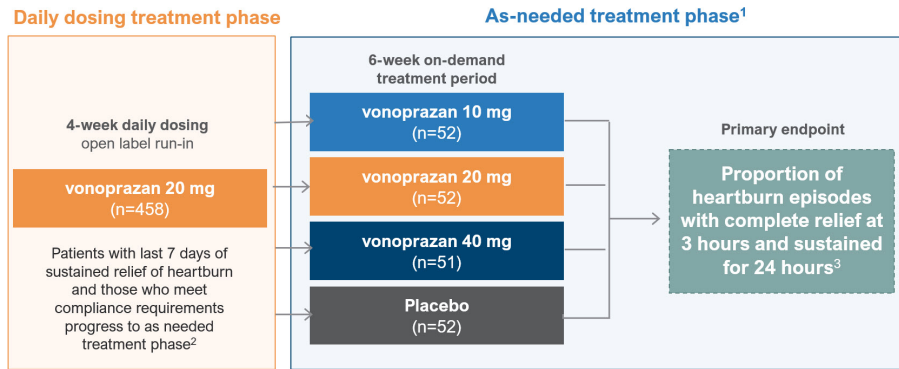 Daily dosing treatment phase
As-needed treatment phase¹
4-week daily dosing
open label run-in
vonoprazan 20 mg
(n=458)
Patients with last 7 days of
sustained relief of heartburn
and those who meet
compliance requirements
progress to as needed
treatment phase²
6-week on-demand
treatment period
vonoprazan 10 mg
(n=52)
vonoprazan 20 mg
(n=52)
vonoprazan 40 mg
(n=51)
Placebo
(n=52)
Primary endpoint
Proportion of
heartburn episodes
with complete relief at
3 hours and sustained
for 24 hours³